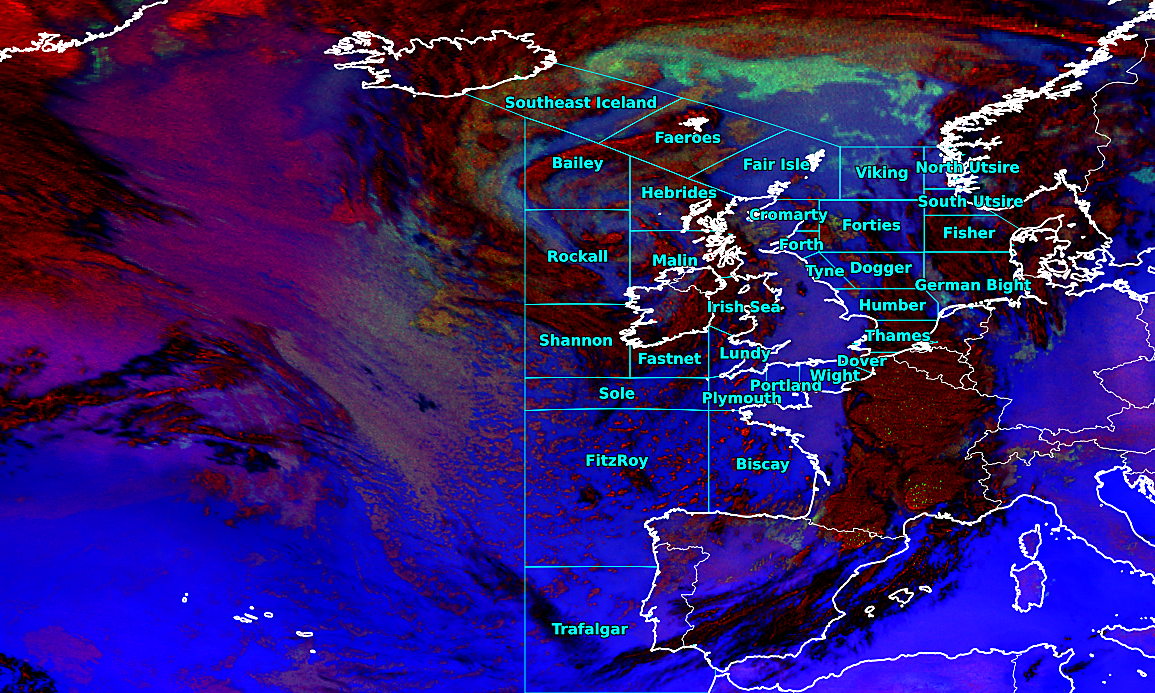 Southeast Iceland
Faeroes
Bailey
Fair Isle
Viking
North Utsire
Hebrides
South Utsire
Cromarty
Forties
Fisher
Forth
Rockall
Malin
Tyne
Dogger
German Bight
Irish Sea
Humber
Shannon
Thames
Fastnet
Lundy
Dover
Wight
Sole
Portland
Plymouth
FitzRoy
Biscay
Trafalgar